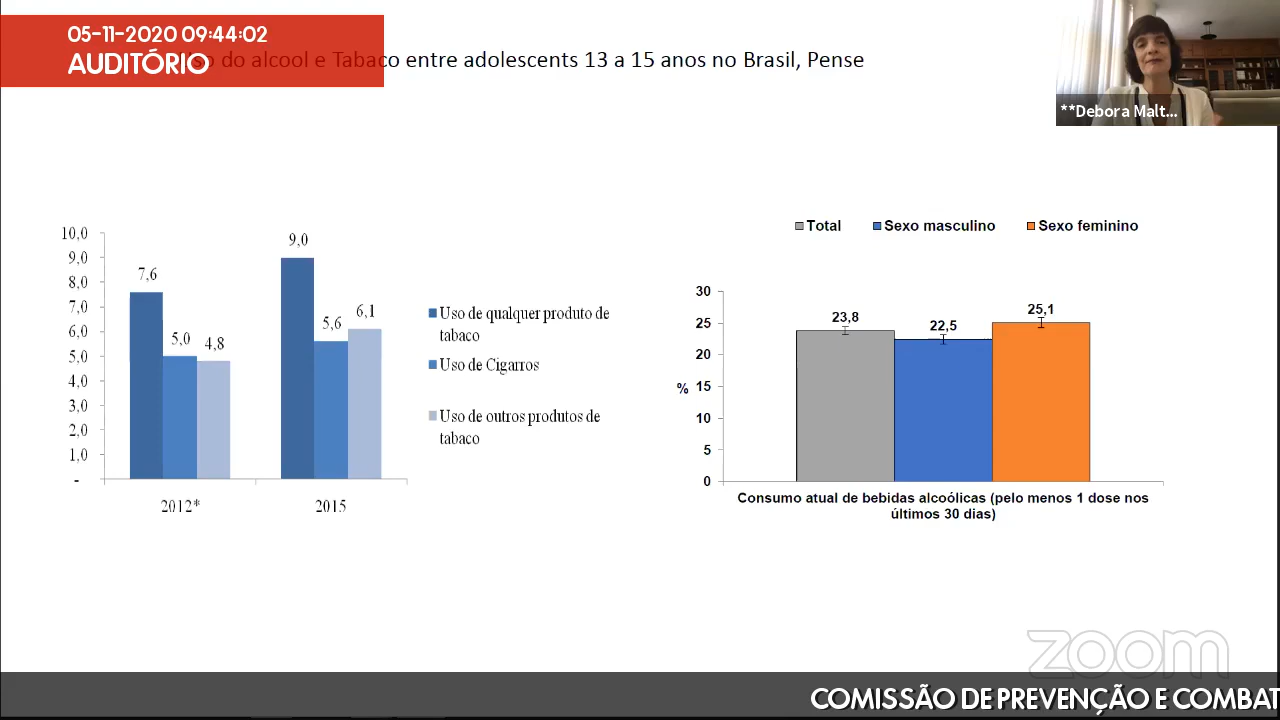 05-11-2020 09:44:02
AUDITÓRIO
do alcool e Tabaco entre adolescents 13 a 15 anos no Brasil, Pense
**Debora Malt...
10,0
9,0
8,0
7,0
6,0
5,0
4,0
3,0
2,0
1,0
-
7,6
5,0
4,8
9,0
5,6
6,1
2012*
2015
Uso de qualquer produto de
tabaco
Uso de Cigarros
Uso de outros produtos de
tabaco
Total
Sexo masculino
Sexo feminino
30
25
20
15
10
5
0
%
23,8
22,5
25,1
Consumo atual de bebidas alcoólicas (pelo menos 1 dose nos
últimos 30 dias)
zoom
COMISSÃO DE PREVENÇÃO E COMBAT